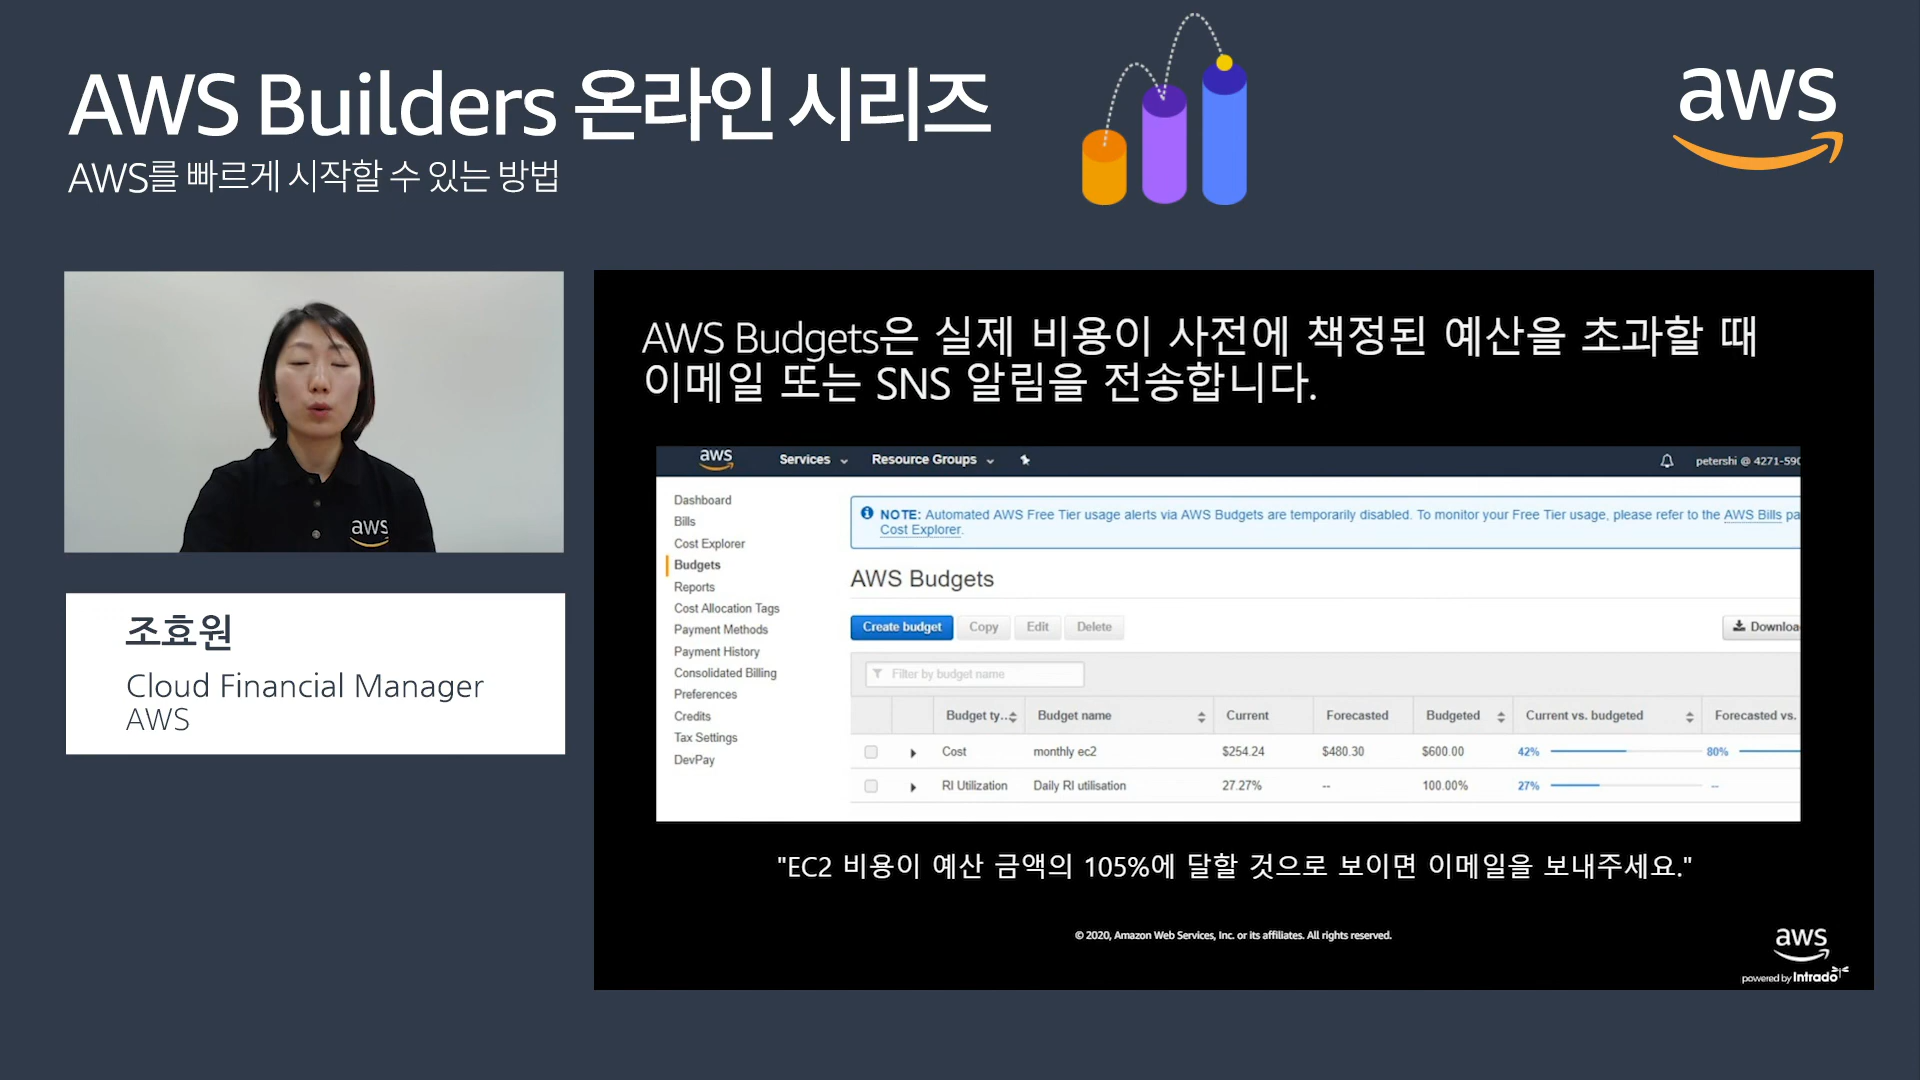 AWS Builders 온라인 시리즈
AWS를 빠르게 시작할 수 있는 방법
aws
aws
조효원
Cloud Financial Manager
AWS
AWS Budgets은 실제 비용이 사전에 책정된 예산을 초과할 때
이메일 또는 SNS 알림을 전송합니다.
aws Services Resource Groups petershi @ 4271-590
Dashboard
Bills
Cost Explorer
Budgets
Reports
Cost Allocation Tags
Payment Methods
Payment History
Consolidated Billing
Preferences
Credits
Tax Settings
DevPay
NOTE: Automated AWS Free Tier usage alerts via AWS Budgets are temporarily disabled. To monitor your Free Tier usage, please refer to the AWS Bills pa
Cost Explorer.
AWS Budgets
Create budget Copy Edit Delete Downloa
Filter by budget name
Budget ty... Budget name Current Forecasted Budgeted Current vs. budgeted Forecasted vs.
Cost monthly ec2 $254.24 $480.30 $600.00 42% 80%
RI Utilization Daily RI utilisation 27.27% -- 100.00% 27% --
"EC2 비용이 예산 금액의 105%에 달할 것으로 보이면 이메일을 보내주세요."
© 2020, Amazon Web Services, Inc. or its affiliates. All rights reserved.
aws
powered by Intrado